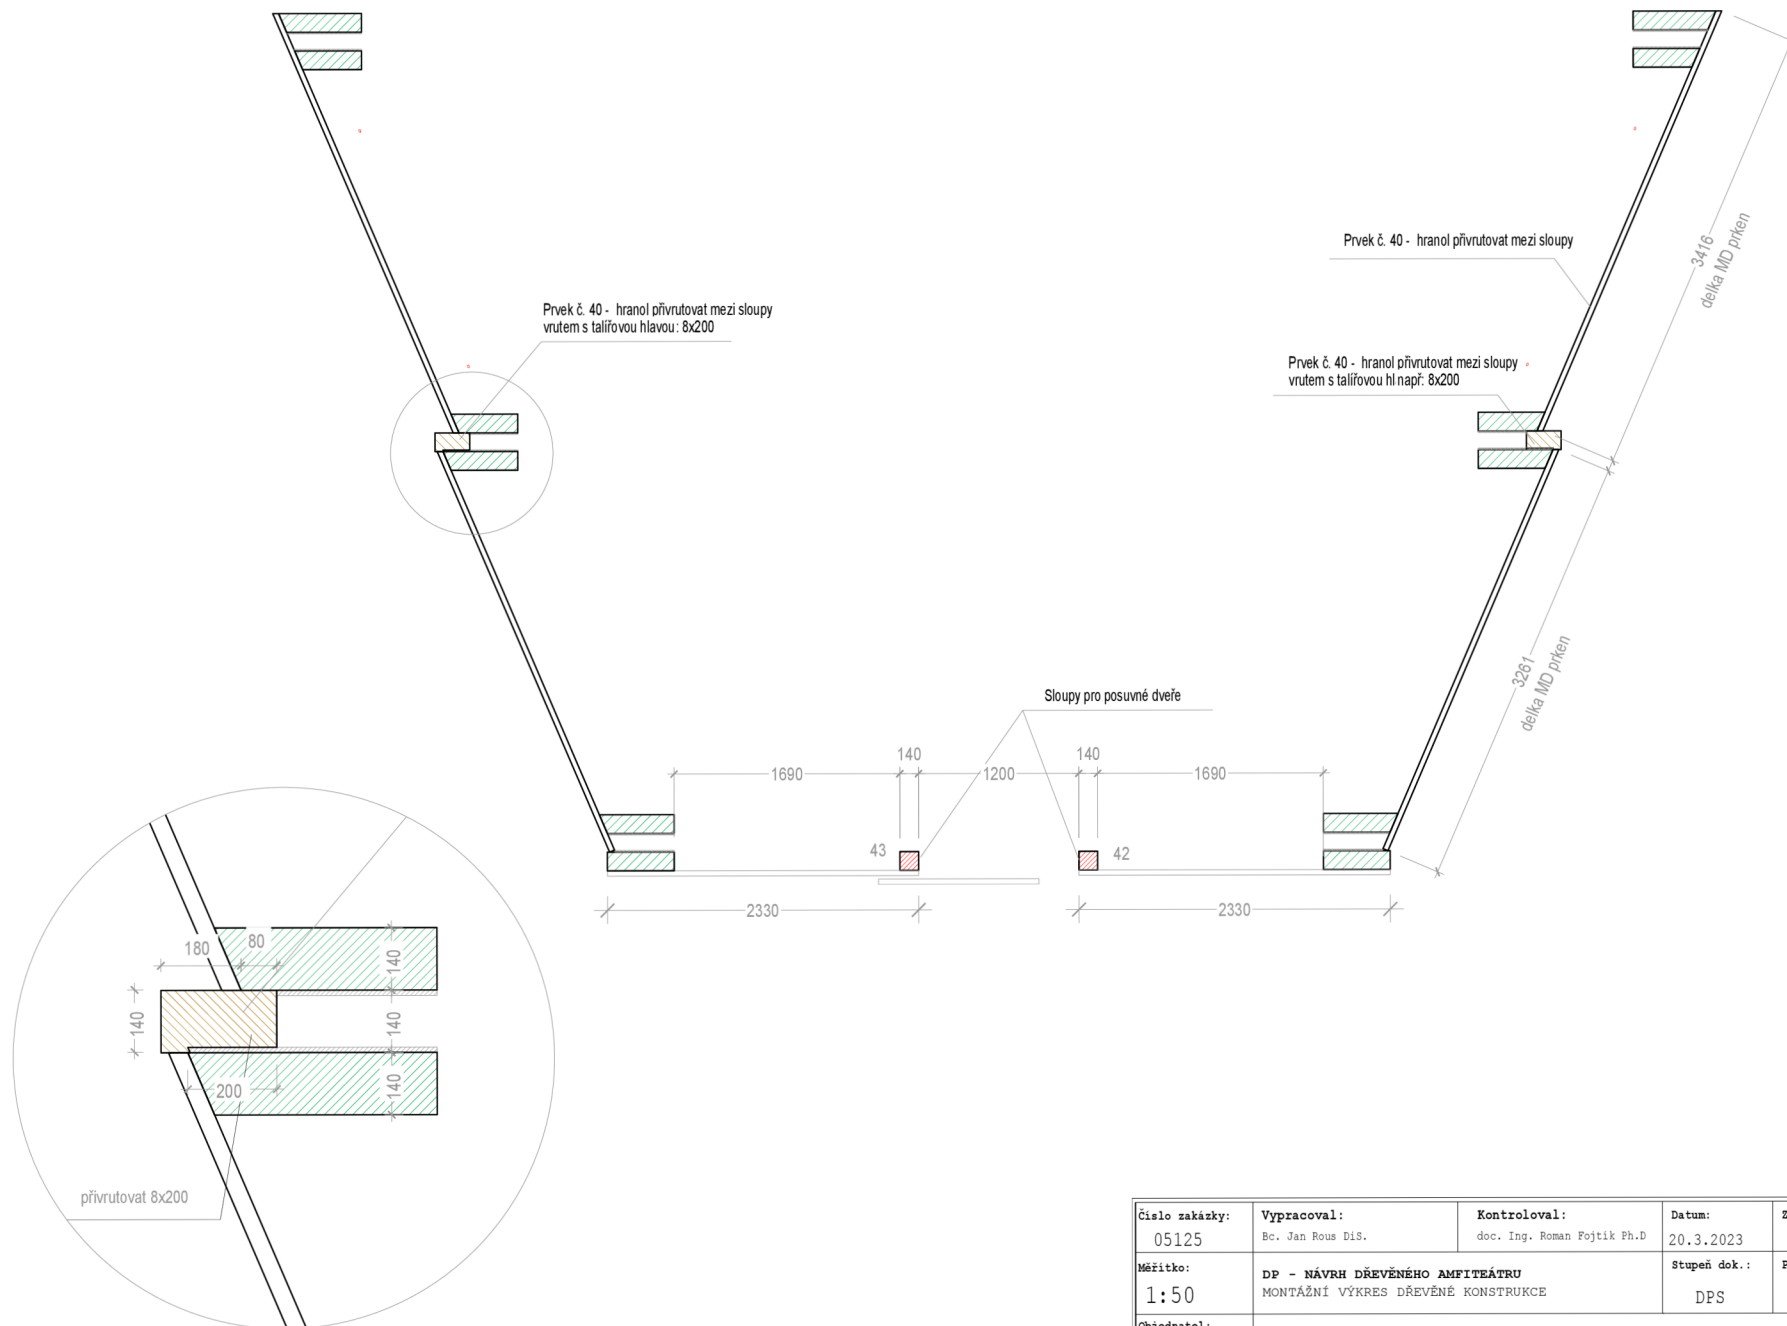 Prvek č. 40 - hranol přivrutovat mezi sloupy
3416
delka MD prken
Prvek č. 40 - hranol přivrutovat mezi sloupy
vrutem s talířovou hlavou: 8x200
Prvek č. 40 - hranol přivrutovat mezi sloupy
vrutem s talířovou hl např: 8x200
3261
delka MD prken
Sloupy pro posuvné dveře
140
140
1690
1200
1690
43
42
2330
2330
180
80
140
140
140
140
200
přivrutovat 8x200
Číslo zakázky:
05125
Vypracoval:
Bc. Jan Rous DiS.
Kontroloval:
doc. Ing. Roman Fojtík Ph.D
Datum:
20.3.2023
Měřítko:
1:50
DP - NÁVRH DŘEVĚNÉHO AMFITEÁTRU
MONTÁŽNÍ VÝKRES DŘEVĚNÉ KONSTRUKCE
Stupeň dok.:
DPS